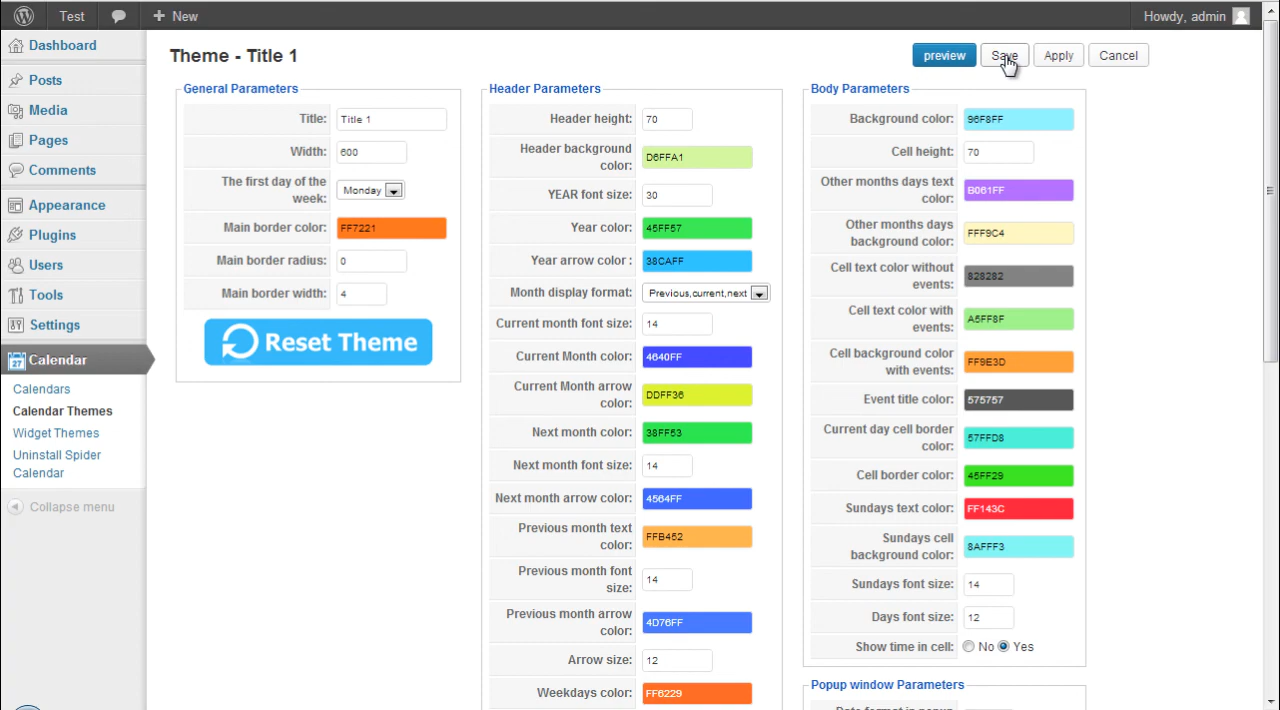 Test
New
Howdy, admin
Dashboard
Posts
Media
Pages
Comments
Appearance
Plugins
Users
Tools
Settings
27
Calendar
Calendars
Calendar Themes
Widget Themes
Uninstall Spider
Calendar
Collapse menu
Theme - Title 1
preview
Save
Apply
Cancel
General Parameters
Title: Title 1
Width: 600
The first day of the
week: Monday
Main border color: FF7221
Main border radius: 0
Main border width: 4
Reset Theme
Header Parameters
Header height: 70
Header background
color: D6FFA1
YEAR font size: 30
Year color: 45FF57
Year arrow color : 38CAFF
Month display format: Previous,current,next
Current month font size: 14
Current Month color: 4640FF
Current Month arrow
color: DDFF36
Next month color: 38FF53
Next month font size: 14
Next month arrow color: 4564FF
Previous month text
color: FFB452
Previous month font
size: 14
Previous month arrow
color: 4D76FF
Arrow size: 12
Weekdays color: FF6229
Body Parameters
Background color: 96F8FF
Cell height: 70
Other months days text
color: B061FF
Other months days
background color: FFF9C4
Cell text color without
events: 828282
Cell text color with
events: A5FF8F
Cell background color
with events: FF9E3D
Event title color: 575757
Current day cell border
color: 57FFD8
Cell border color: 45FF29
Sundays text color: FF143C
Sundays cell
background color: 8AFFF3
Sundays font size: 14
Days font size: 12
Show time in cell: No Yes
Popup window Parameters